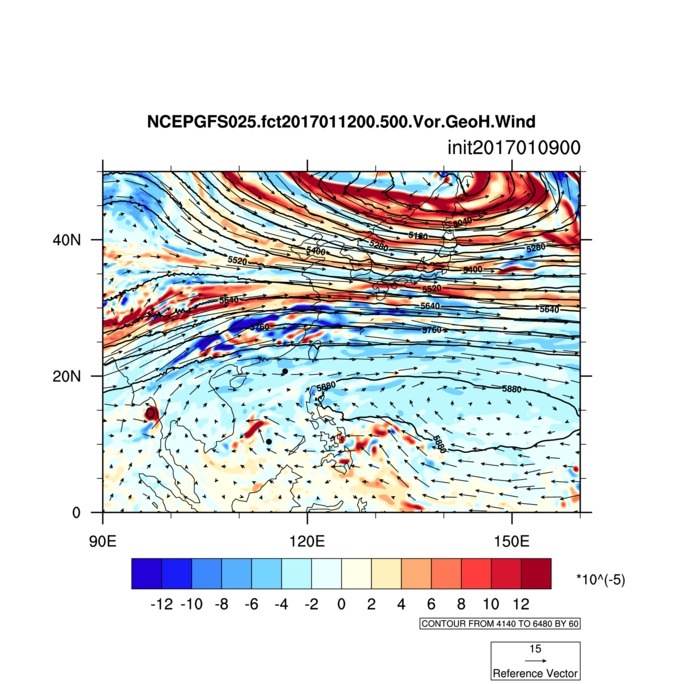 NCEPGFS025.fct2017011200.500.Vor.GeoH.Wind
init2017010900
40N
20N
0
5040
5160
5280
5280
5400
5400
5520
5520
5640
5640
5640
5760
5760
5880
5880
5880
90E 120E 150E
-12 -10 -8 -6 -4 -2 0 2 4 6 8 10 12
*10^(-5)
CONTOUR FROM 4140 TO 6480 BY 60
15
Reference Vector